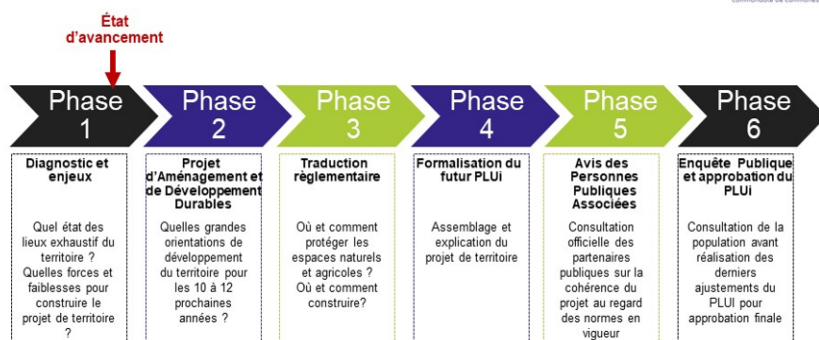 communauté de communes
État
d'avancement
Phase
1
Phase
2
Phase
3
Phase
4
Phase
5
Phase
6
Diagnostic et
enjeux
Quel état des
lieux exhaustif du
territoire ?
Quelles forces et
faiblesses pour
construire le
projet de territoire
?
Projet
d'Aménagement et
de Développement
Durables
Quelles grandes
orientations de
développement
du territoire pour
les 10 à 12
prochaines
années ?
Traduction
règlementaire
Où et comment
protéger les
espaces naturels
et agricoles ?
Où et comment
construire?
Formalisation du
futur PLUi
Assemblage et
explication du
projet de territoire
Avis des
Personnes
Publiques
Associées
Consultation
officielle des
partenaires
publiques sur la
cohérence du
projet au regard
des normes en
vigueur
Enquête Publique
et approbation du
PLUi
Consultation de la
population avant
réalisation des
derniers
ajustements du
PLUI pour
approbation finale